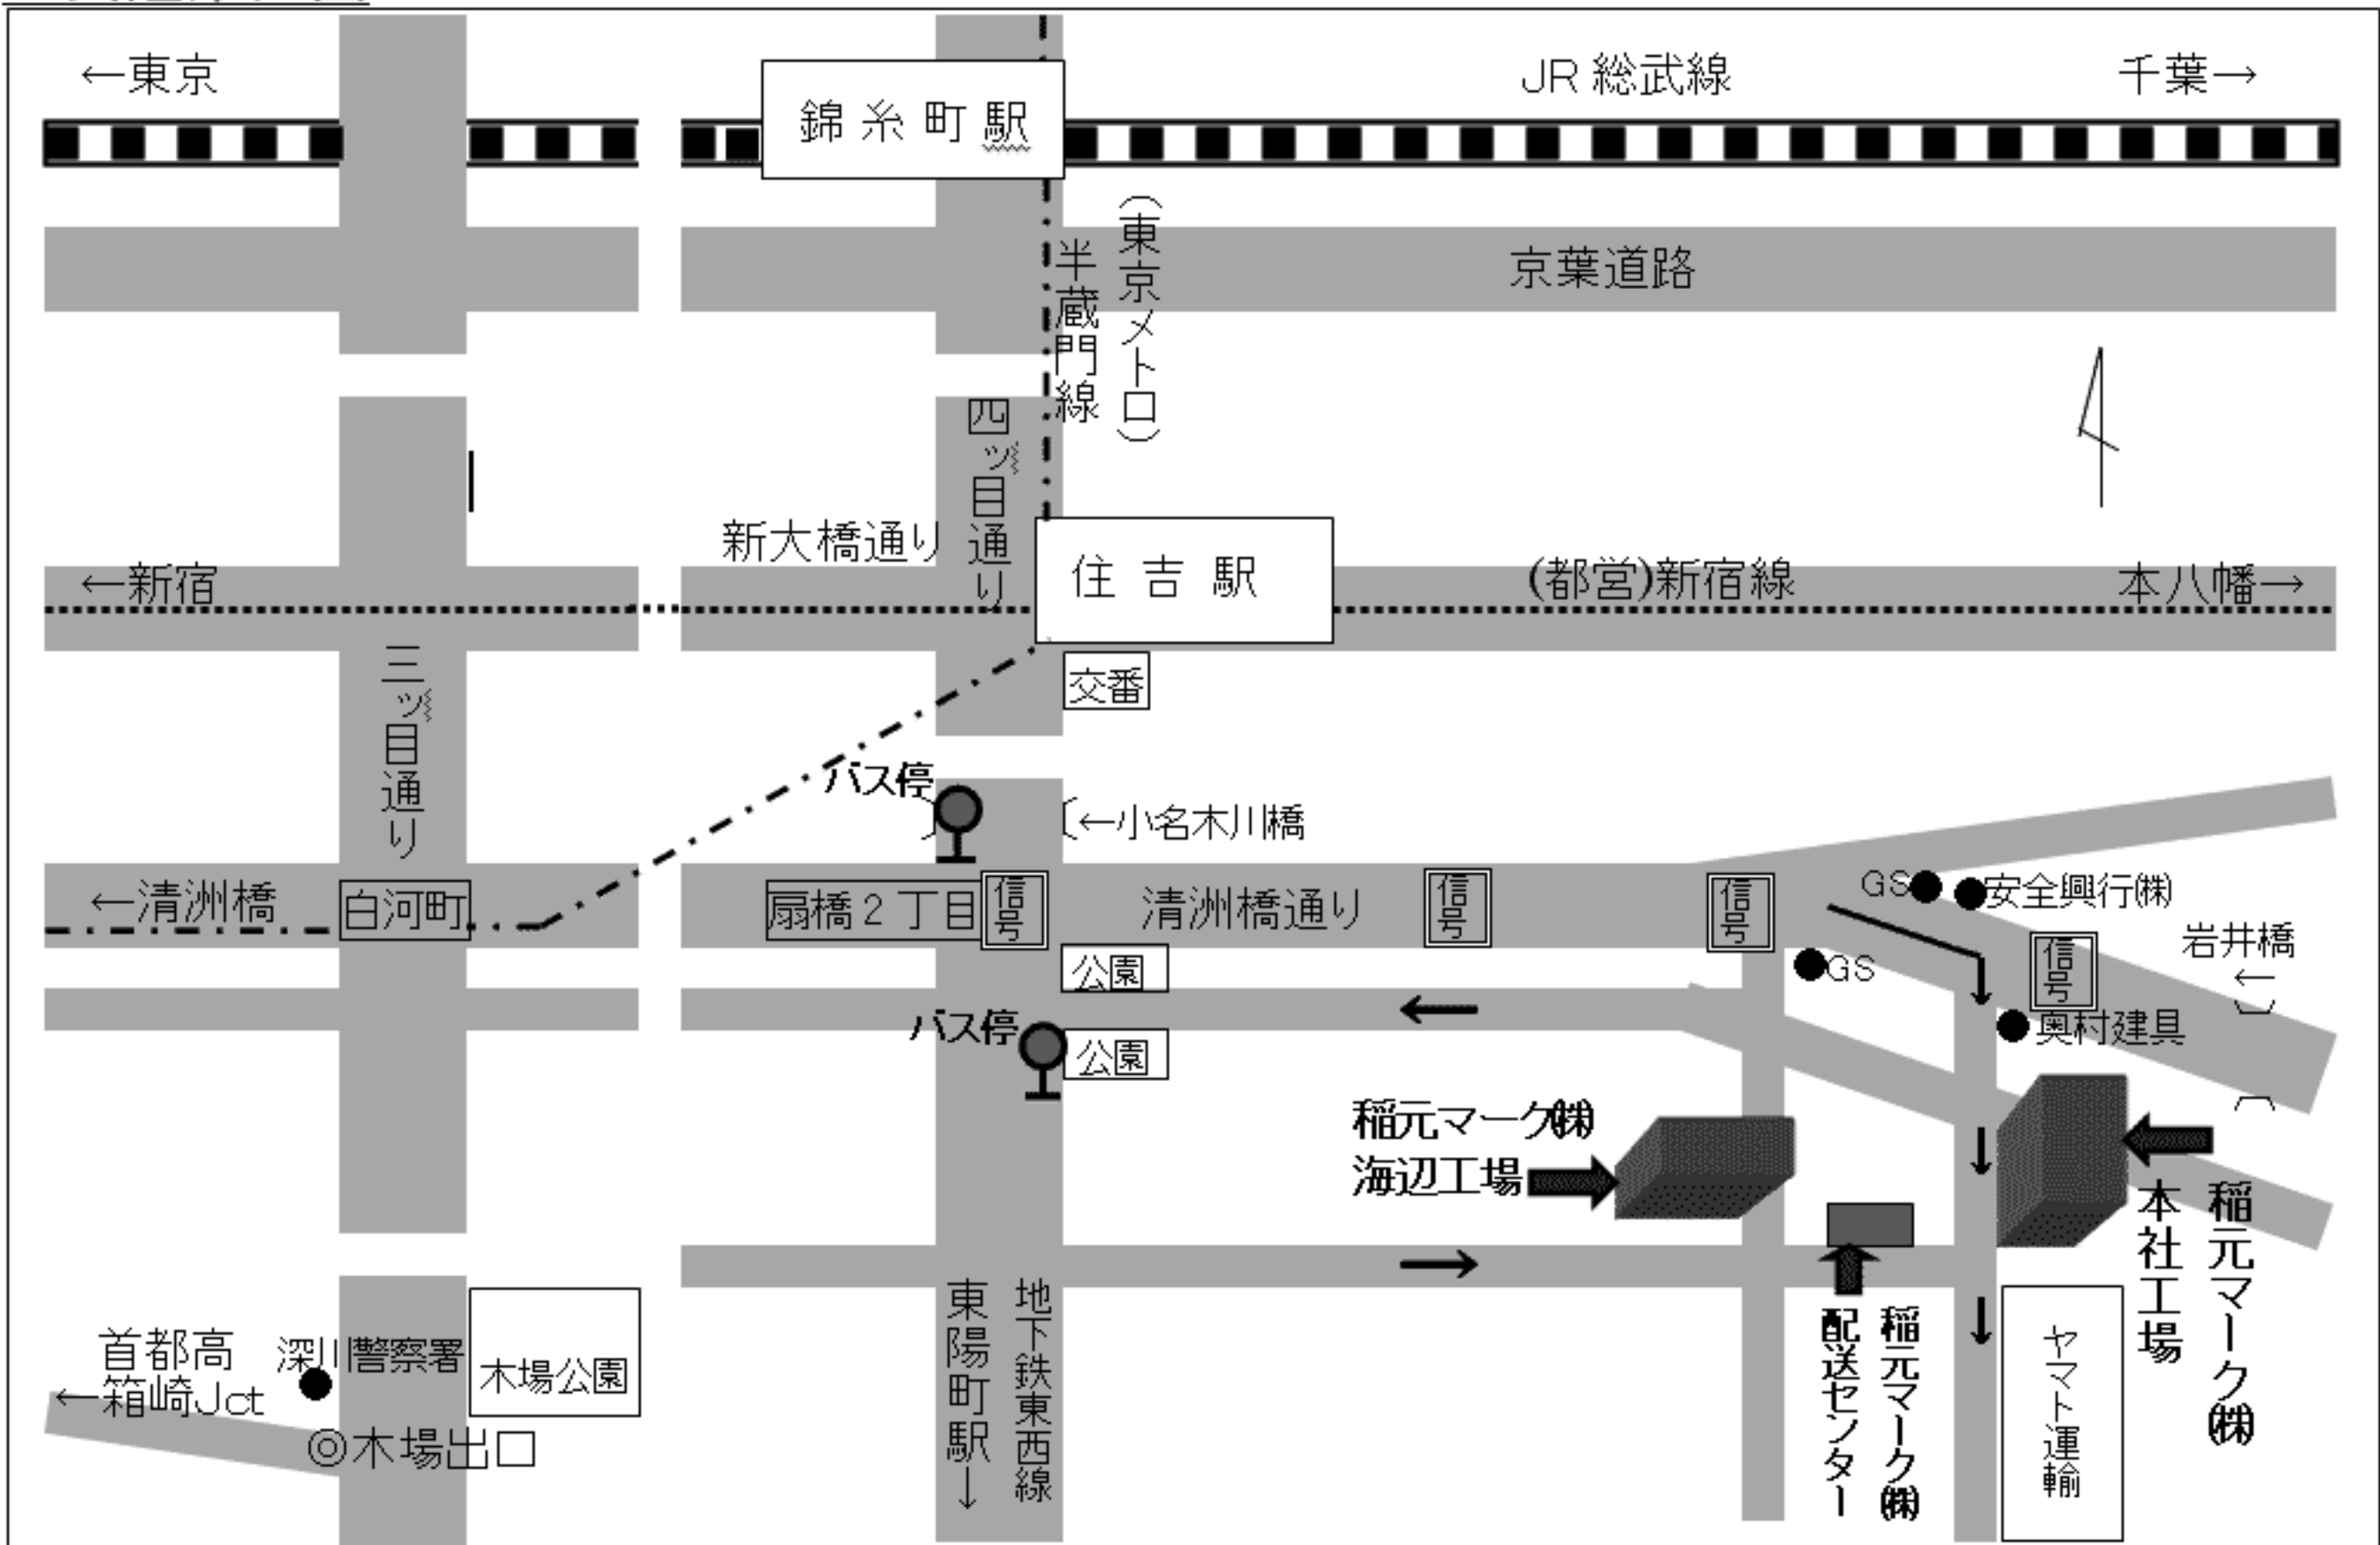 ←東京
JR 総武線
千葉→
錦糸町駅
(東京メトロ)
半蔵門線
京葉道路
四ッ目通り
新大橋通り
住吉駅
←新宿
(都営)新宿線
本八幡→
交番
三ッ目通り
バス停
←小名木川橋
←清洲橋
白河町
扇橋2丁目
信号
清洲橋通り
信号
信号
GS
安全興行㈱
岩井橋
←
信号
公園
GS
バス停
公園
奥村建具
稲元マーク㈱
海辺工場
稲元マーク㈱
本社工場
稲元マーク㈱
配送センター
ヤマト運輸
地下鉄東西線
東陽町駅→
首都高
←箱崎Jct
深川警察署
木場公園
◎木場出口